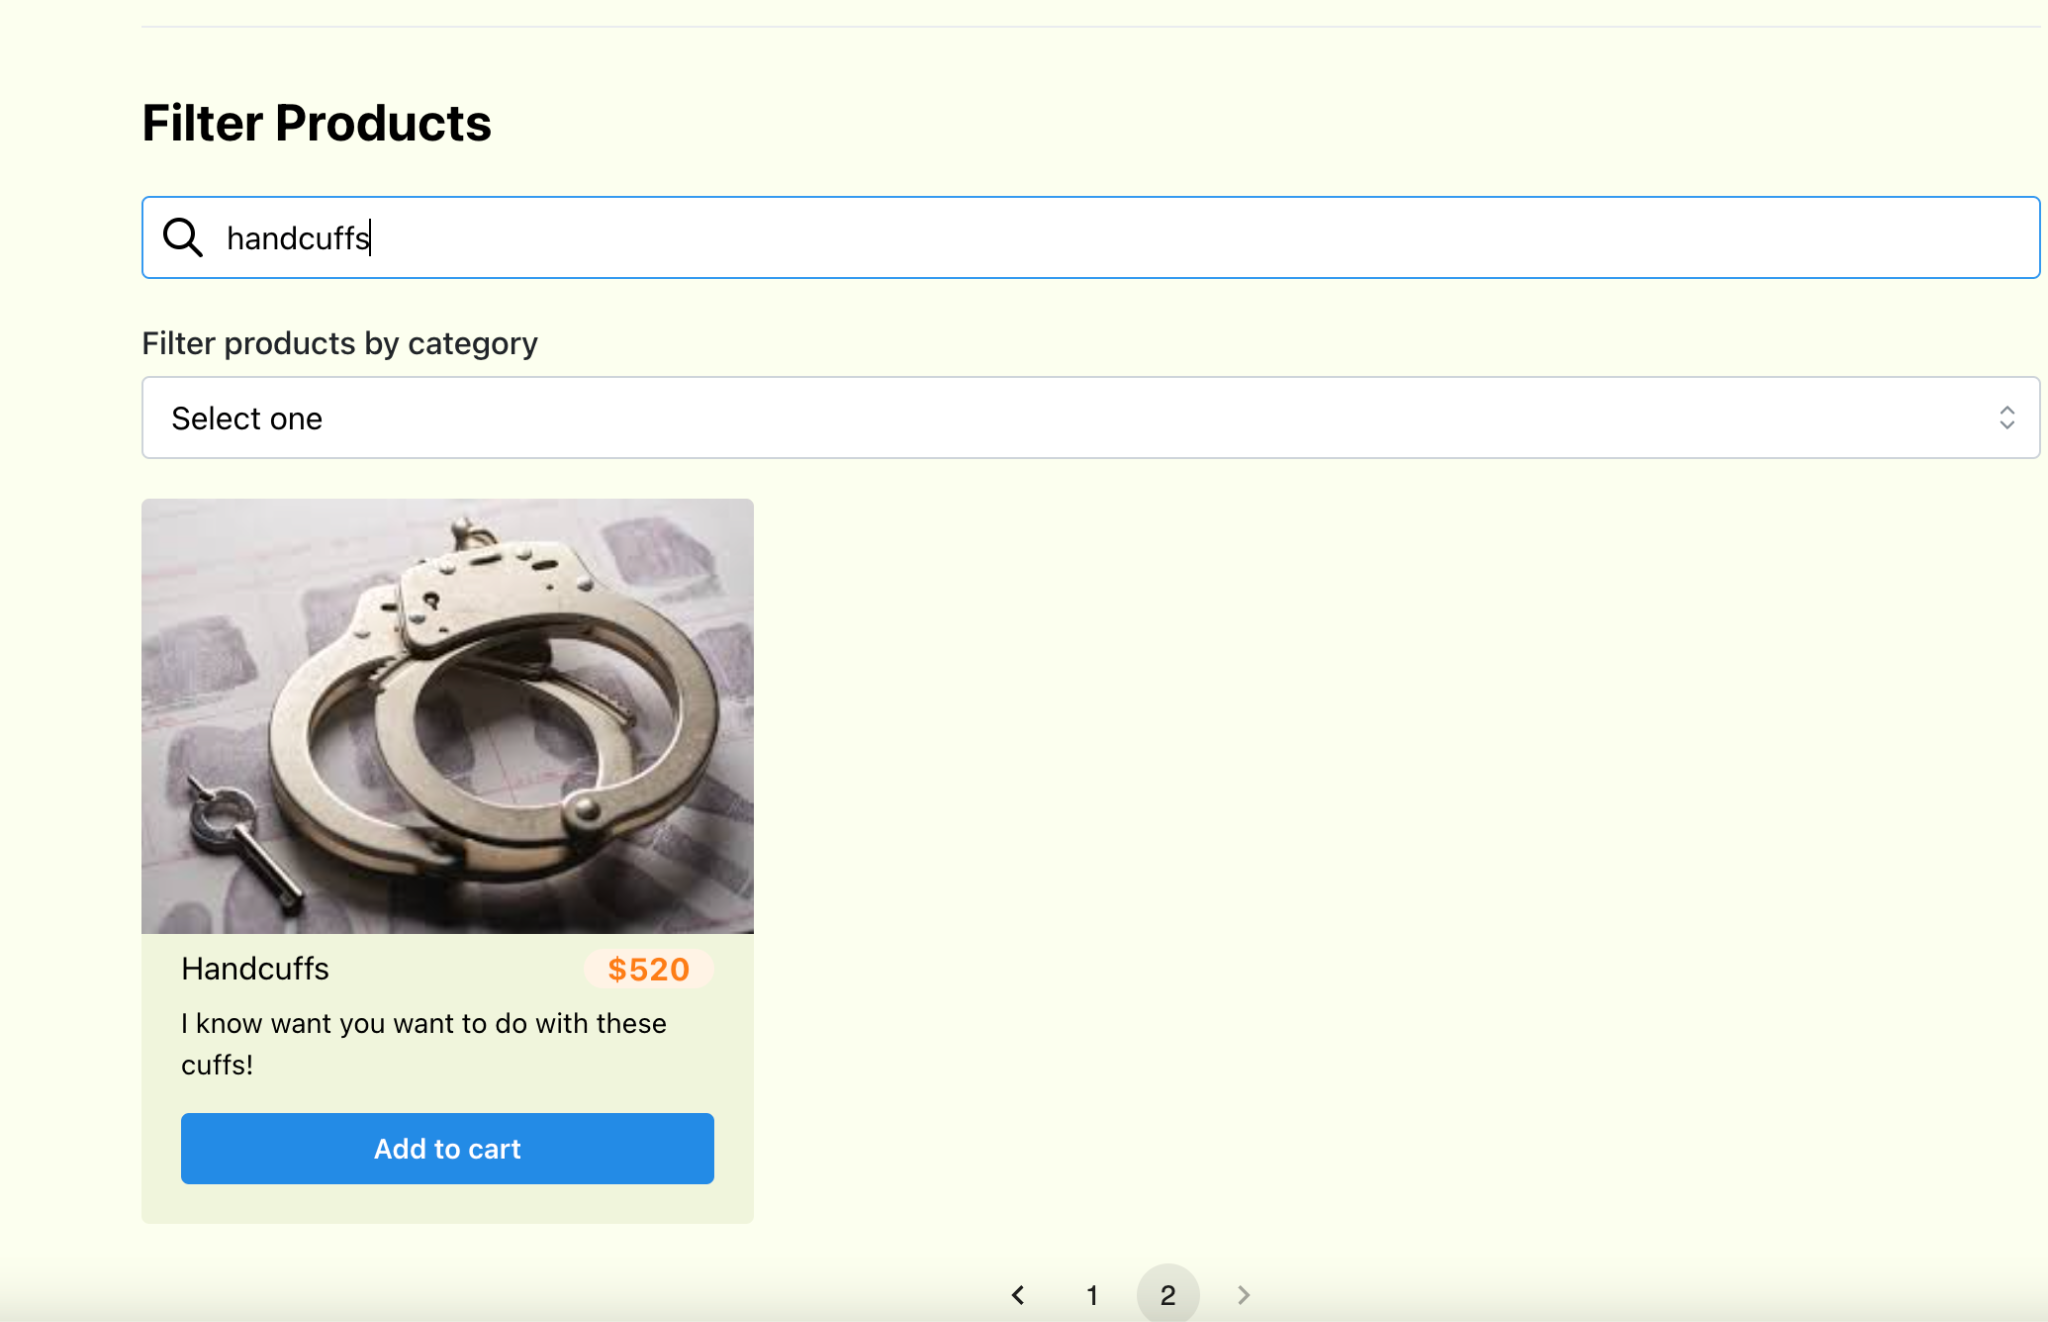 Filter Products
handcuffs
Filter products by category
Select one
Handcuffs
$520
I know want you want to do with these
cuffs!
Add to cart
1
2